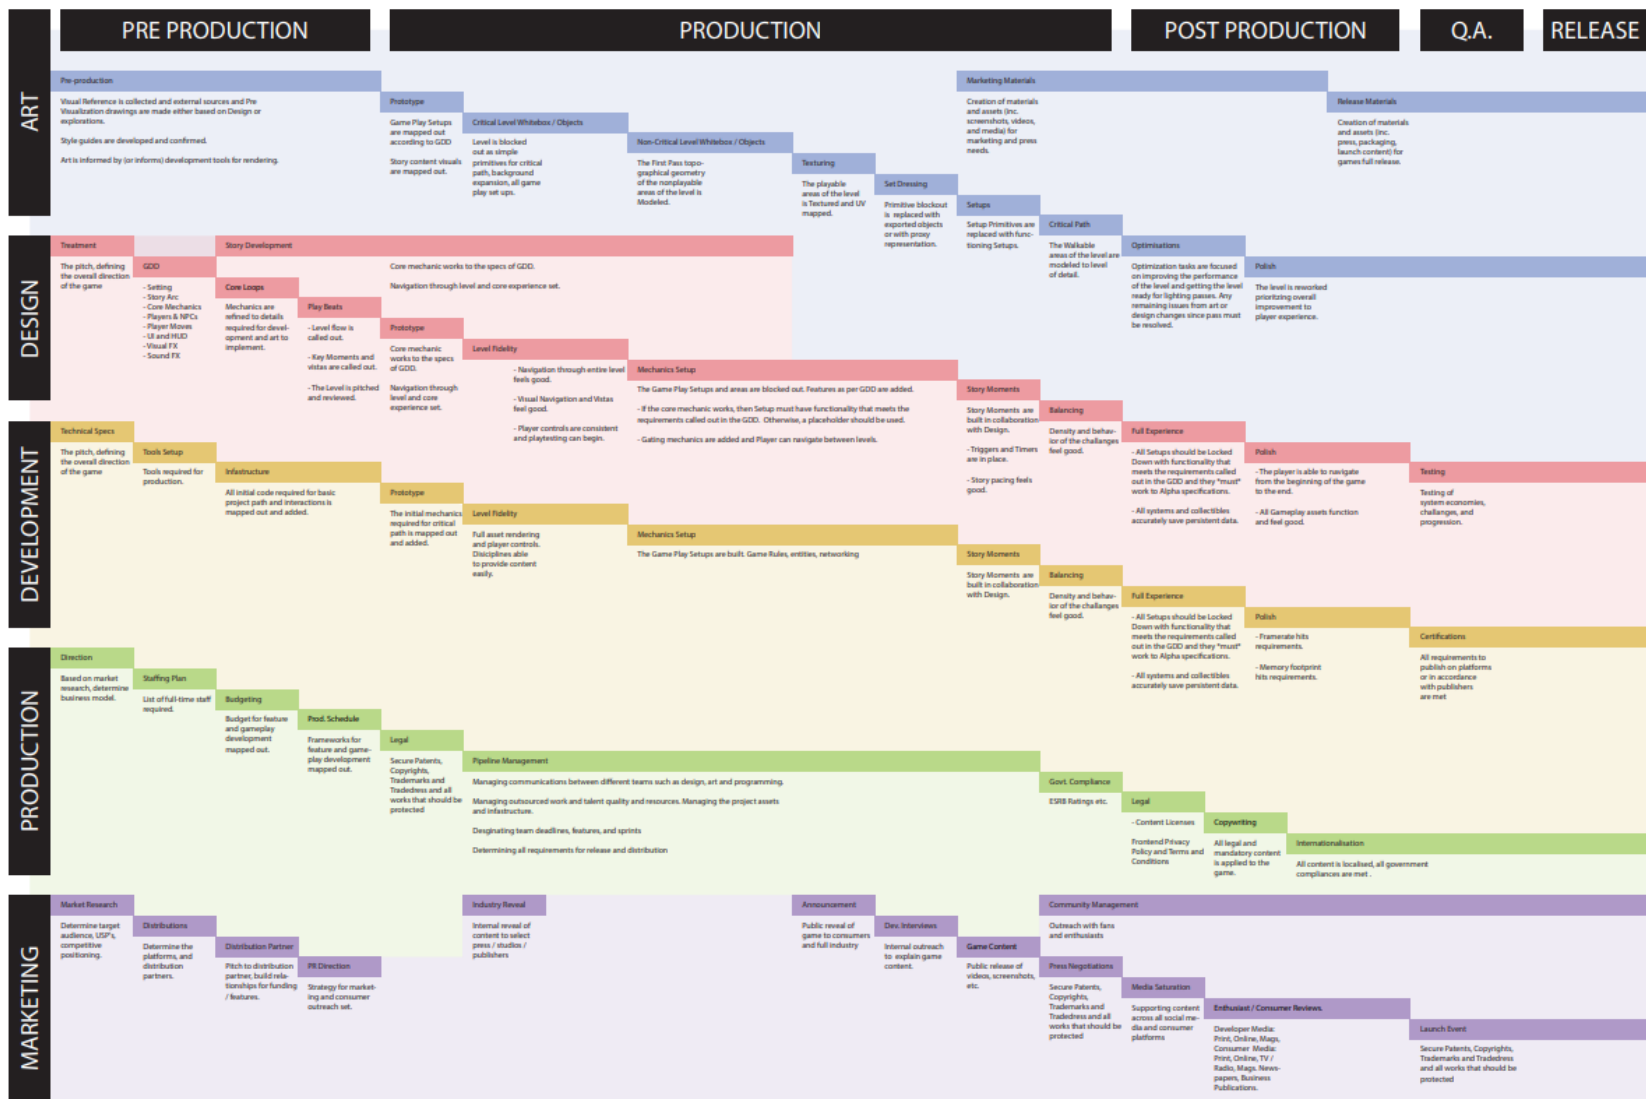 PRE PRODUCTION
PRODUCTION
POST PRODUCTION
Q.A.
RELEASE
ART
Pre-production
Visual Reference is collected and external sources and Pre
Visualization drawings are made either based on Design or
explorations.
Style guides are developed and confirmed.
Art is informed by (or informs) development tools for rendering.
Prototype
Game Play Setups
are mapped out
according to GDD
Story content visuals
are mapped out.
Critical Level Whitebox / Objects
Level is blocked
out as simple
primitives for critical
path, background
expansion, all game
play set ups.
Non-Critical Level Whitebox / Objects
The First Pass topo-
graphical geometry
of the nonplayable
areas of the level is
Modeled.
Texturing
The playable
areas of the level
is Textured and UV
mapped.
Set Dressing
Primitive blockout
is replaced with
exported objects
or with proxy
representation.
Marketing Materials
Creation of materials
and assets (inc.
screenshots, videos,
and media) for
marketing and press
needs.
Setups
Setup Primitives are
replaced with func-
tioning Setups.
Critical Path
The Walkable
areas of the level are
modeled to level
of detail.
Optimisations
Optimization tasks are focused
on improving the performance
of the level and getting the level
ready for lighting passes. Any
remaining issues from art or
design changes since pass must
be resolved.
Release Materials
Creation of materials
and assets (inc.
press, packaging,
launch content) for
games full release.
Polish
The level is reworked
prioritizing overall
improvement to
player experience.
DESIGN
Treatment
The pitch, defining
the overall direction
of the game
GDD
- Setting
- Story Arc
- Core Mechanics
- Players & NPCs
- Player Moves
- UI and HUD
- Visual FX
- Sound FX
Story Development
Core mechanic works to the specs of GDD.
Navigation through level and core experience set.
Core Loops
Mechanics are
refined to details
required for devel-
opment and art to
implement.
Play Beats
- Level flow is
called out.
- Key Moments and
vistas are called out.
- The Level is pitched
and reviewed.
Prototype
Core mechanic
works to the specs
of GDD.
Navigation through
level and core
experience set.
Level Fidelity
- Navigation through entire level
feels good.
- Visual Navigation and Vistas
feel good.
- Player controls are consistent
and playtesting can begin.
Mechanics Setup
The Game Play Setups and areas are blocked out. Features as per GDD are added.
- If the core mechanic works, then Setup must have functionality that meets the
requirements called out in the GDD. Otherwise, a placeholder should be used.
- Gating mechanics are added and Player can navigate between levels.
Story Moments
Story Moments are
built in collaboration
with Design.
- Triggers and Timers
are in place.
- Story pacing feels
good.
Balancing
Density and behav-
ior of the challenges
feel good.
Full Experience
- All Setups should be Locked
Down with functionality that
meets the requirements called
out in the GDD and they *must*
work to Alpha specifications.
- All systems and collectibles
accurately save persistent data.
Polish
- The player is able to navigate
from the beginning of the game
to the end.
- All Gameplay assets function
and feel good.
Testing
Testing of
system economies,
challanges, and
progression.
DEVELOPMENT
Technical Specs
The pitch, defining
the overall direction
of the game
Tools Setup
Tools required for
production.
Infastructure
All initial code required for basic
project path and interactions is
mapped out and added.
Prototype
The initial mechanics
required for critical
path is mapped out
and added.
Level Fidelity
Full asset rendering
and player controls.
Disiciplines able
to provide content
easily.
Mechanics Setup
The Game Play Setups are built. Game Rules, entities, networking
Story Moments
Story Moments are
built in collaboration
with Design.
Balancing
Density and behav-
ior of the challanges
feel good.
Full Experience
- All Setups should be Locked
Down with functionality that
meets the requirements called
out in the GDD and they *must*
work to Alpha specifications.
- All systems and collectibles
accurately save persistent data.
Polish
- Framerate hits
requirements.
- Memory footprint
hits requirements.
Certifications
All requirements to
publish on platforms
or in accordance
with publishers
are met
PRODUCTION
Direction
Based on market
research, determine
business model.
Staffing Plan
List of full-time staff
required.
Budgeting
Budget for feature
and gameplay
development
mapped out.
Prod. Schedule
Frameworks for
feature and game-
play development
mapped out.
Legal
Secure Patents,
Copyrights,
Trademarks and
Tradedress and all
works that should be
protected
Pipeline Management
Managing communications between different teams such as design, art and programming.
Managing outsourced work and talent quality and resources. Managing the project assets
and infastructure.
Desginating team deadlines, features, and sprints
Determining all requirements for release and distribution
Govt. Compliance
ESRB Ratings etc.
Legal
- Content Licenses
Frontend Privacy
Policy and Terms and
Conditions
Copywriting
All legal and
mandatory content
is applied to the
game.
Internationalisation
All content is localised, all government
compliances are met .
MARKETING
Market Research
Determine target
audience, USP's,
competitive
positioning.
Distributions
Determine the
platforms, and
distribution
partners.
Distribution Partner
Pitch to distribution
partner, build rela-
tionships for funding
/ features.
PR Direction
Strategy for market-
ing and consumer
outreach set.
Industry Reveal
Internal reveal of
content to select
press / studios /
publishers
Announcement
Public reveal of
game to consumers
and full industry
Dev. Interviews
Internal outreach
to explain game
content.
Game Content
Public release of
videos, screenshots,
etc.
Community Management
Outreach with fans
and enthusiasts
Press Negotiations
Secure Patents,
Copyrights,
Trademarks and
Tradedress and all
works that should be
protected
Media Saturation
Supporting content
across all social me-
dia and consumer
platforms
Enthusiast / Consumer Reviews.
Developer Media:
Print, Online, Mags,
Consumer Media:
Print, Online, TV /
Radio, Mags. News-
papers, Business
Publications.
Launch Event
Secure Patents, Copyrights,
Trademarks and Tradedress
and all works that should be
protected